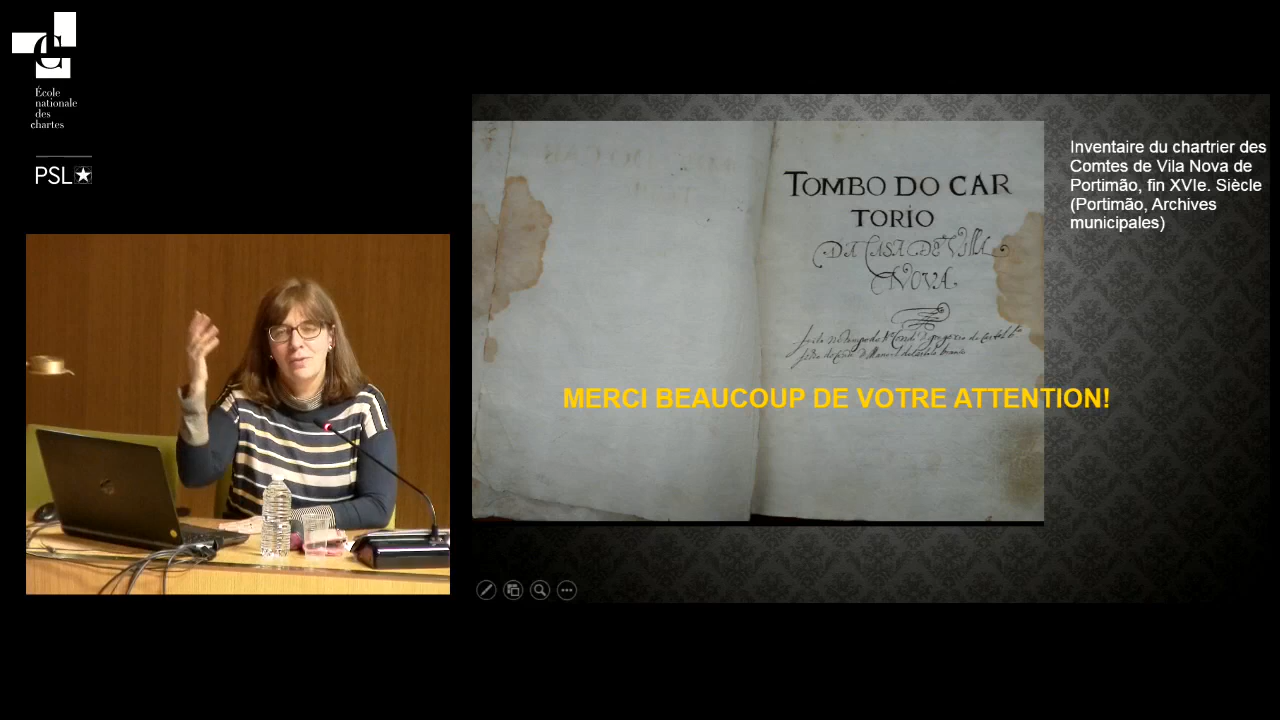 École
nationale
des
chartes
PSL
Inventaire du chartrier des
Comtes de Vila Nova de
Portimão, fin XVIe. Siècle
(Portimão, Archives
municipales)
TOMBO DO CAR
TORIO
DA CASA DE VILLA
NOVA
MERCI BEAUCOUP DE VOTRE ATTENTION!